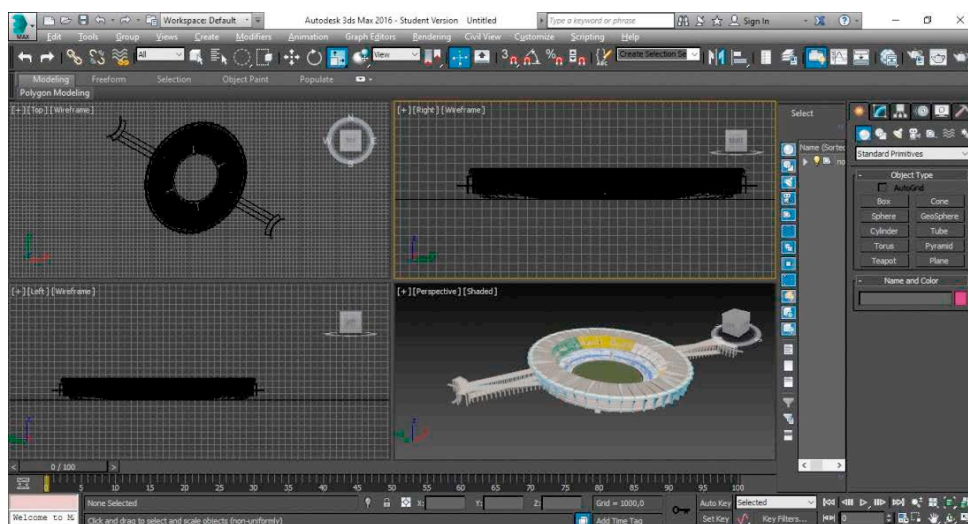 Workspace: Default
Autodesk 3ds Max 2016 - Student Version Untitled
Type a keyword or phrase
Sign In
MAX
Edit Tools Group Views Create Modifiers Animation Graph Editors Rendering Civil View Customize Scripting Help
All
View
3
Create Selection Se
Modeling Freeform Selection Object Paint Populate
Polygon Modeling
[+][Top][Wireframe]
[+][Right][Wireframe]
[+][Left][Wireframe]
[+][Perspective][Shaded]
Select
Name (Sorted
Standard Primitives
Object Type
AutoGrid
Box Cone
Sphere GeoSphere
Cylinder Tube
Torus Pyramid
Teapot Plane
Name and Color
0 / 100
0 5 10 15 20 25 30 35 40 45 50 55 60 65 70 75 80 85 90 95 100
None Selected
X: Y: Z:
Grid = 1000,0
Auto Key
Selected
Welcome to M
Click and drag to select and scale objects (non-uniformly)
Add Time Tag
Set Key
Key Filters...
0